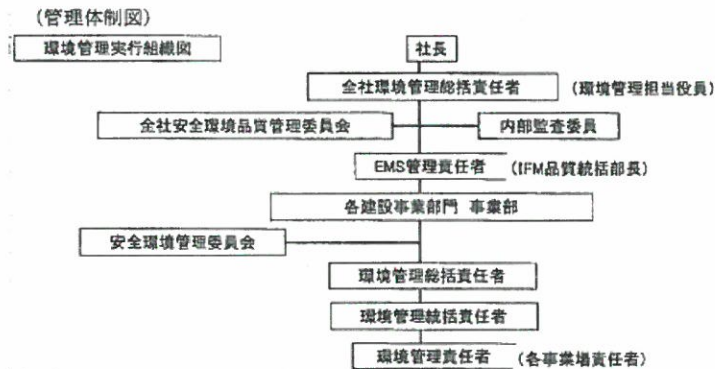 (管理体制図)
環境管理実行組織図
社長
全社環境管理総括責任者 (環境管理担当役員)
全社安全環境品質管理委員会 内部監査委員
EMS管理責任者 (IFM品質統括部長)
各建設事業部門 事業部
安全環境管理委員会
環境管理総括責任者
環境管理統括責任者
環境管理責任者 (各事業場責任者)